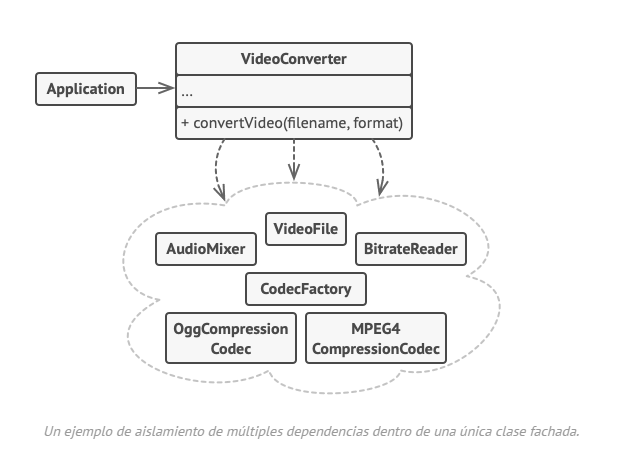 VideoConverter
Application
...
+ convertVideo(filename, format)
VideoFile
AudioMixer
BitrateReader
CodecFactory
OggCompression
Codec
MPEG4
CompressionCodec
Un ejemplo de aislamiento de múltiples dependencias dentro de una única clase fachada.